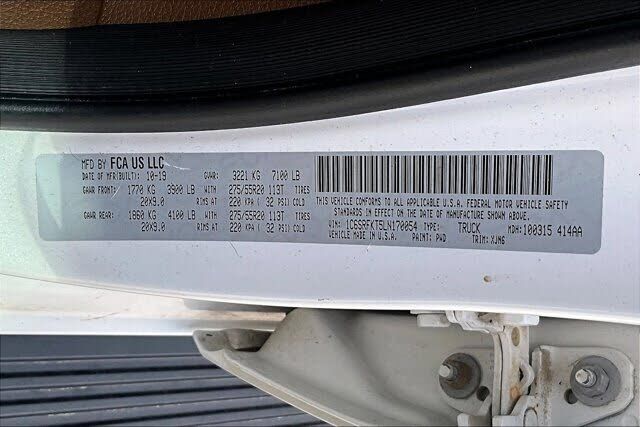 MFD BY FCA US LLC
DATE OF MFD(BUILT): 10-19 GVWR: 3221 KG 7100 LB
GAWR FRONT: 1770 KG 3900 LB WITH 275/55R20 113T TIRES
20X9.0 RIMS AT 220 KPA ( 32 PSI) COLD
GAWR REAR: 1860 KG 4100 LB WITH 275/55R20 113T TIRES
20X9.0 RIMS AT 220 KPA ( 32 PSI) COLD
THIS VEHICLE CONFORMS TO ALL APPLICABLE U.S.A. FEDERAL MOTOR VEHICLE SAFETY
STANDARDS IN EFFECT ON THE DATE OF MANUFACTURE SHOWN ABOVE.
VIN: 1C6SRFKT5LN170054 TYPE: TRUCK MDH: 100315 414AA
VEHICLE MADE IN U.S.A. PAINT: PWD TRIM: XJM6